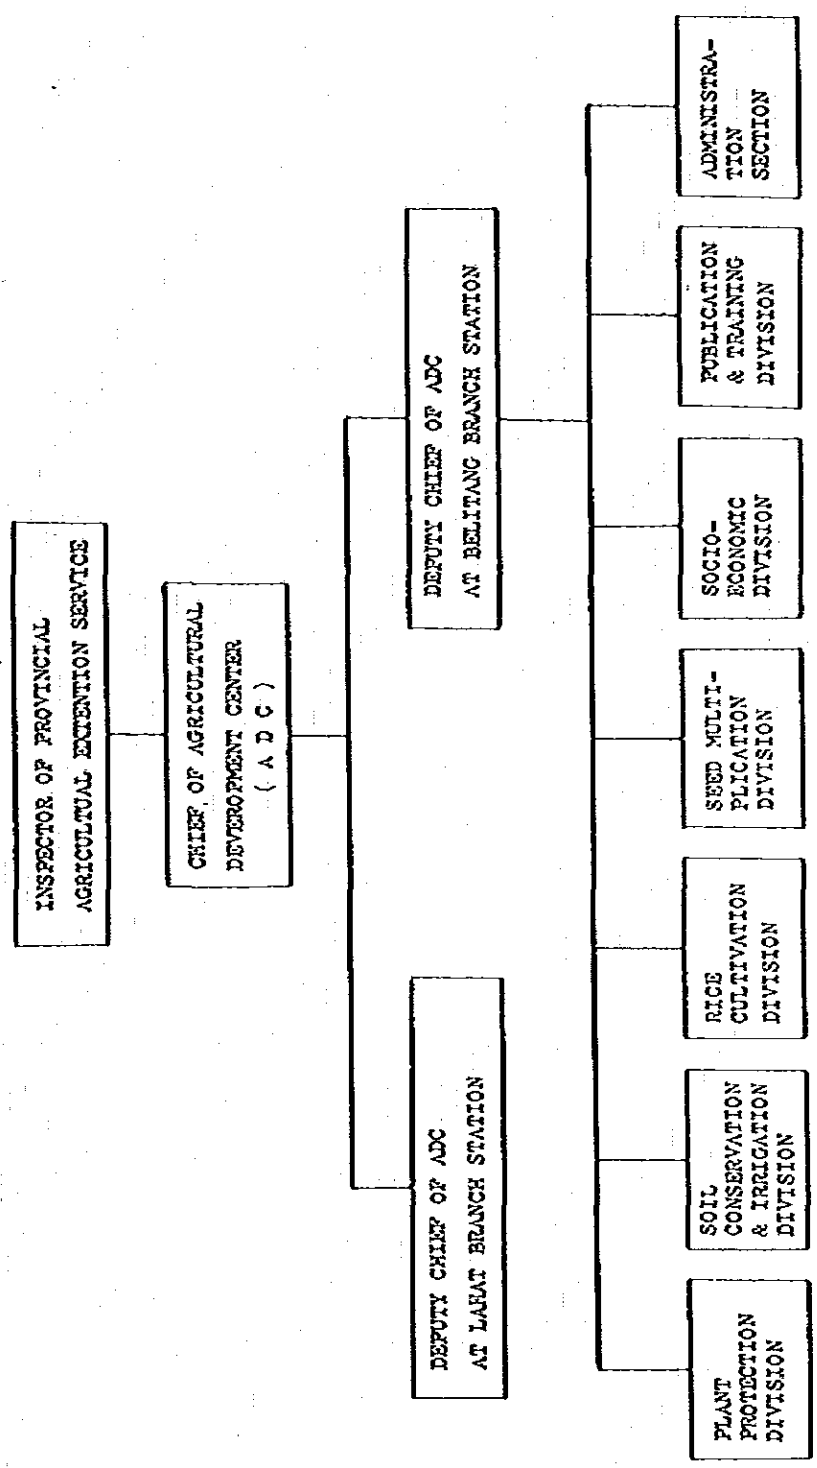 INSPECTOR OF PROVINCIAL
AGRICULTUAL EXTENTION SERVICE
CHIEF OF AGRICULTURAL
DEVEROPMENT CENTER
( A D C )
DEPUTY CHIEF OF ADC
AT LAHAT BRANCH STATION
DEPUTY CHIEF OF ADC
AT BELITANG BRANCH STATION
PLANT
PROTECTION
DIVISION
SOIL
CONSERVATION
& IRRIGATION
DIVISION
RICE
CULTIVATION
DIVISION
SEED MULTI-
PLICATION
DIVISION
SOCIO-
ECONOMIC
DIVISION
PUBLICATION
& TRAINING
DIVISION
ADMINISTRA-
TION
SECTION